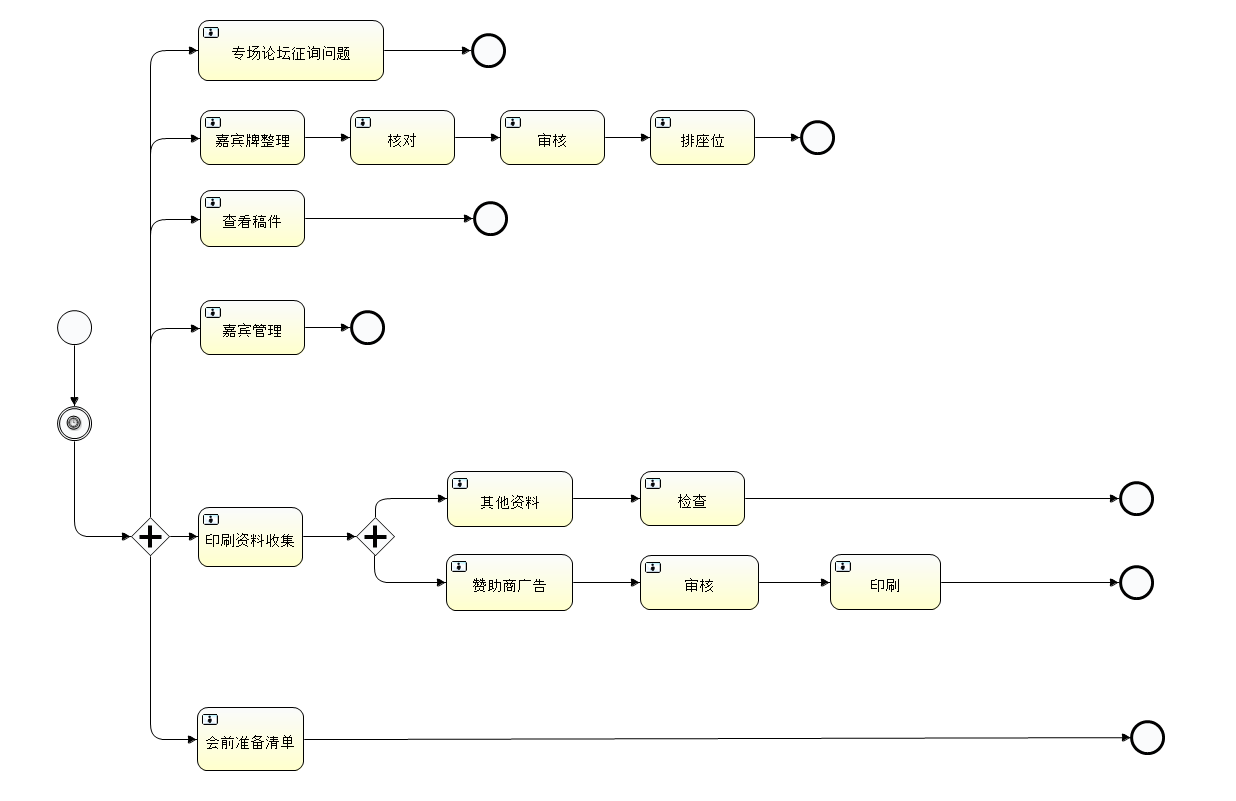 专场论坛征询问题
嘉宾牌整理
核对
审核
排座位
查看稿件
嘉宾管理
其他资料
检查
印刷资料收集
赞助商广告
审核
印刷
会前准备清单